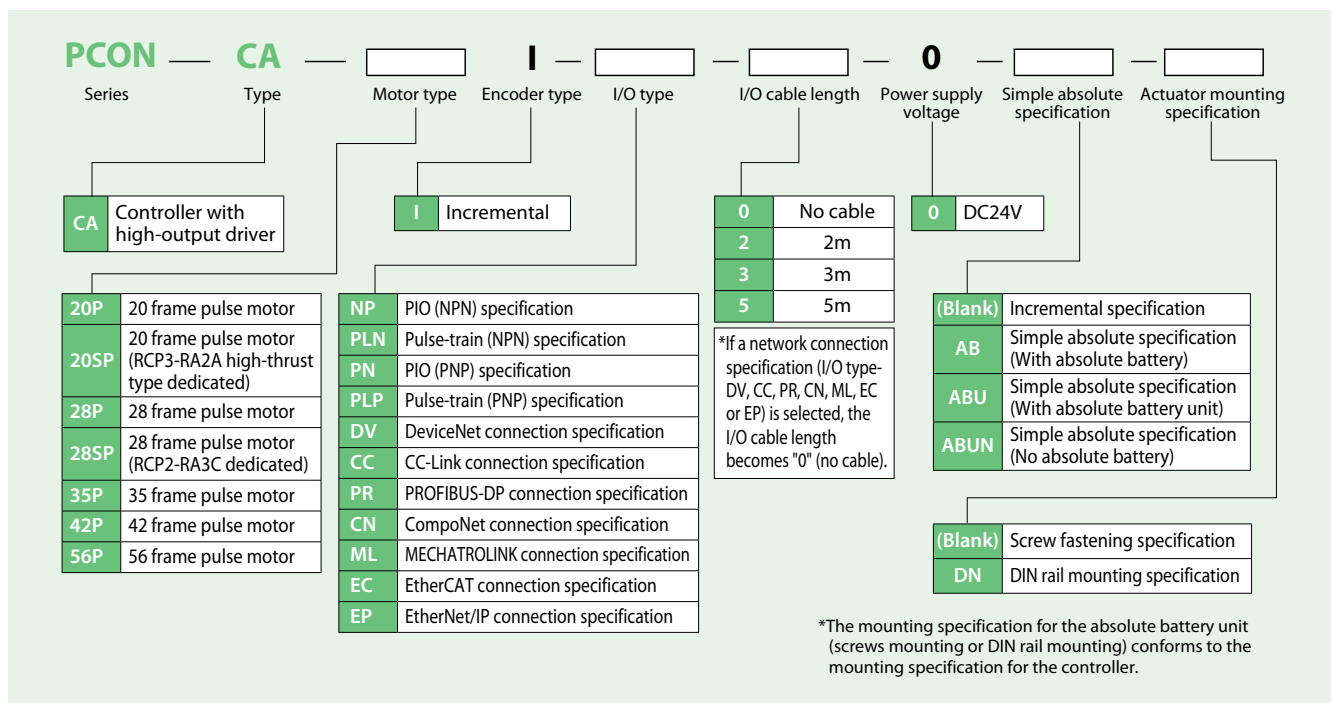 PCON — CA — I — — — 0 — —
Series Type Motor type Encoder type I/O type I/O cable length Power supply voltage Simple absolute specification Actuator mounting specification
CA Controller with
high-output driver
I Incremental
0 No cable
2 2m
3 3m
5 5m
*If a network connection
specification (I/O type-
DV, CC, PR, CN, ML, EC
or EP) is selected, the
I/O cable length
becomes "0" (no cable).
0 DC24V
20P 20 frame pulse motor
20SP 20 frame pulse motor
(RCP3-RA2A high-thrust
type dedicated)
28P 28 frame pulse motor
28SP 28 frame pulse motor
(RCP2-RA3C dedicated)
35P 35 frame pulse motor
42P 42 frame pulse motor
56P 56 frame pulse motor
NP PIO (NPN) specification
PLN Pulse-train (NPN) specification
PN PIO (PNP) specification
PLP Pulse-train (PNP) specification
DV DeviceNet connection specification
CC CC-Link connection specification
PR PROFIBUS-DP connection specification
CN CompoNet connection specification
ML MECHATROLINK connection specification
EC EtherCAT connection specification
EP EtherNet/IP connection specification
(Blank) Incremental specification
AB Simple absolute specification
(With absolute battery)
ABU Simple absolute specification
(With absolute battery unit)
ABUN Simple absolute specification
(No absolute battery)
(Blank) Screw fastening specification
DN DIN rail mounting specification
*The mounting specification for the absolute battery unit
(screws mounting or DIN rail mounting) conforms to the
mounting specification for the controller.